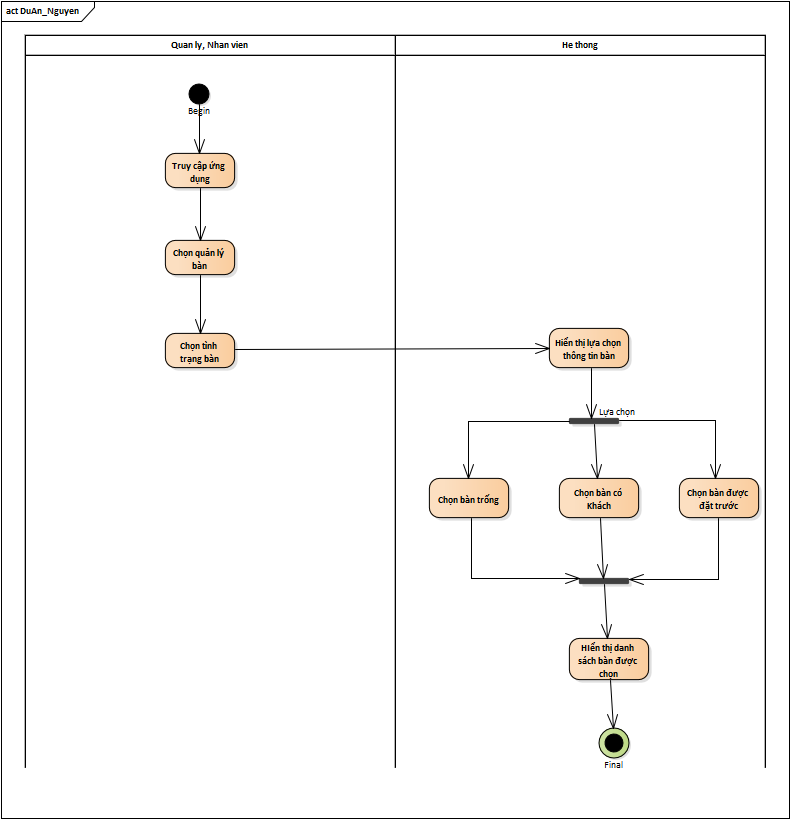 act DuAn_Nguyen
Quan ly, Nhan vien
He thong
Begin
Truy cập ứng
dụng
Chọn quản lý
bàn
Chọn tình
trạng bàn
Hiển thị lựa chọn
thông tin bàn
Lựa chọn
Chọn bàn trống
Chọn bàn có
Khách
Chọn bàn được
đặt trước
HIển thị danh
sách bàn được
chọn
Final